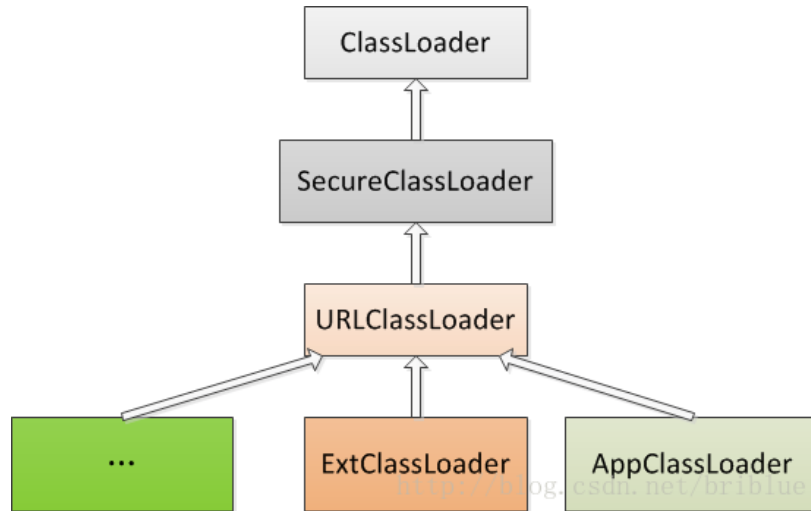 ClassLoader
SecureClassLoader
URLClassLoader
...
ExtClassLoader
AppClassLoader
http://blog.csdn.net/briblue